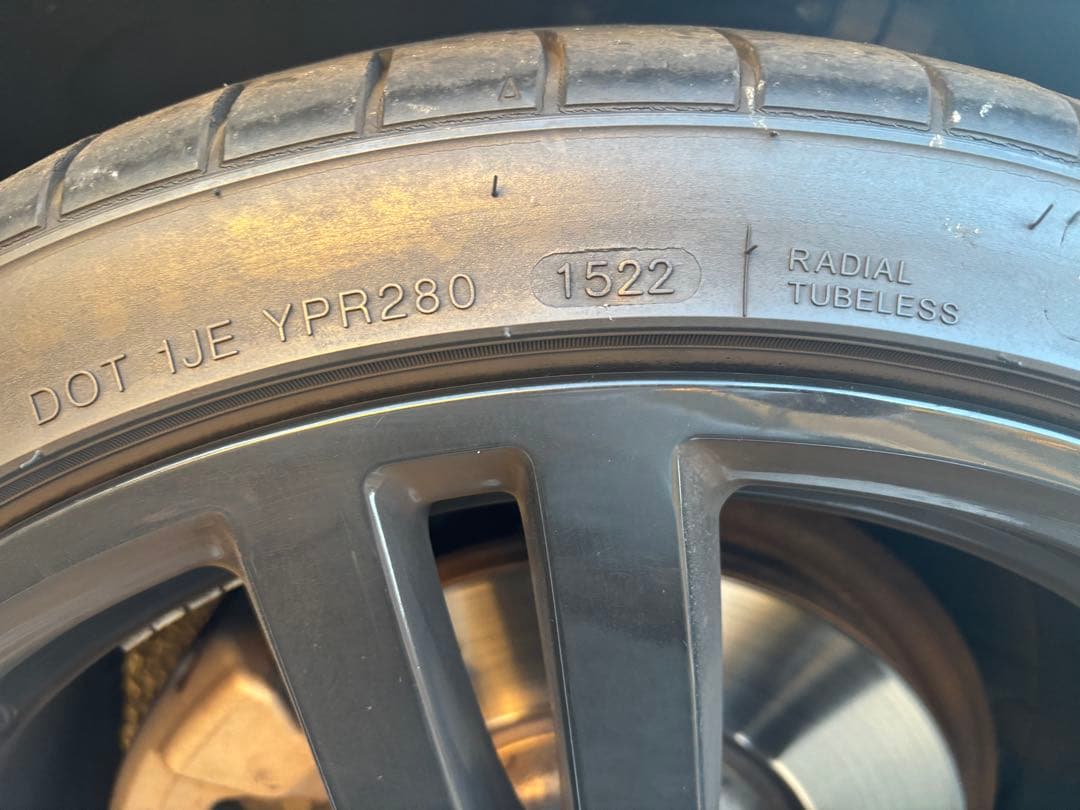 DOT 1JE YPR280 1522
RADIAL
TUBELESS